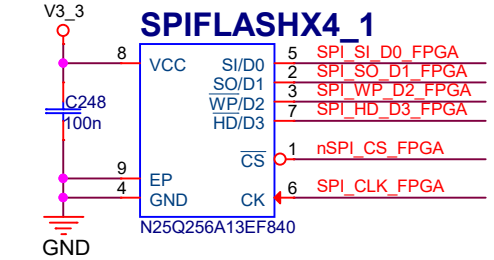 V3_3
SPIFLASHX4_1
8 VCC SI/D0 5 SPI_SI_D0_FPGA
SO/D1 2 SPI_SO_D1_FPGA
WP/D2 3 SPI_WP_D2_FPGA
HD/D3 7 SPI_HD_D3_FPGA
C248
100n
CS 1 nSPI_CS_FPGA
9 EP
4 GND CK 6 SPI_CLK_FPGA
N25Q256A13EF840
GND